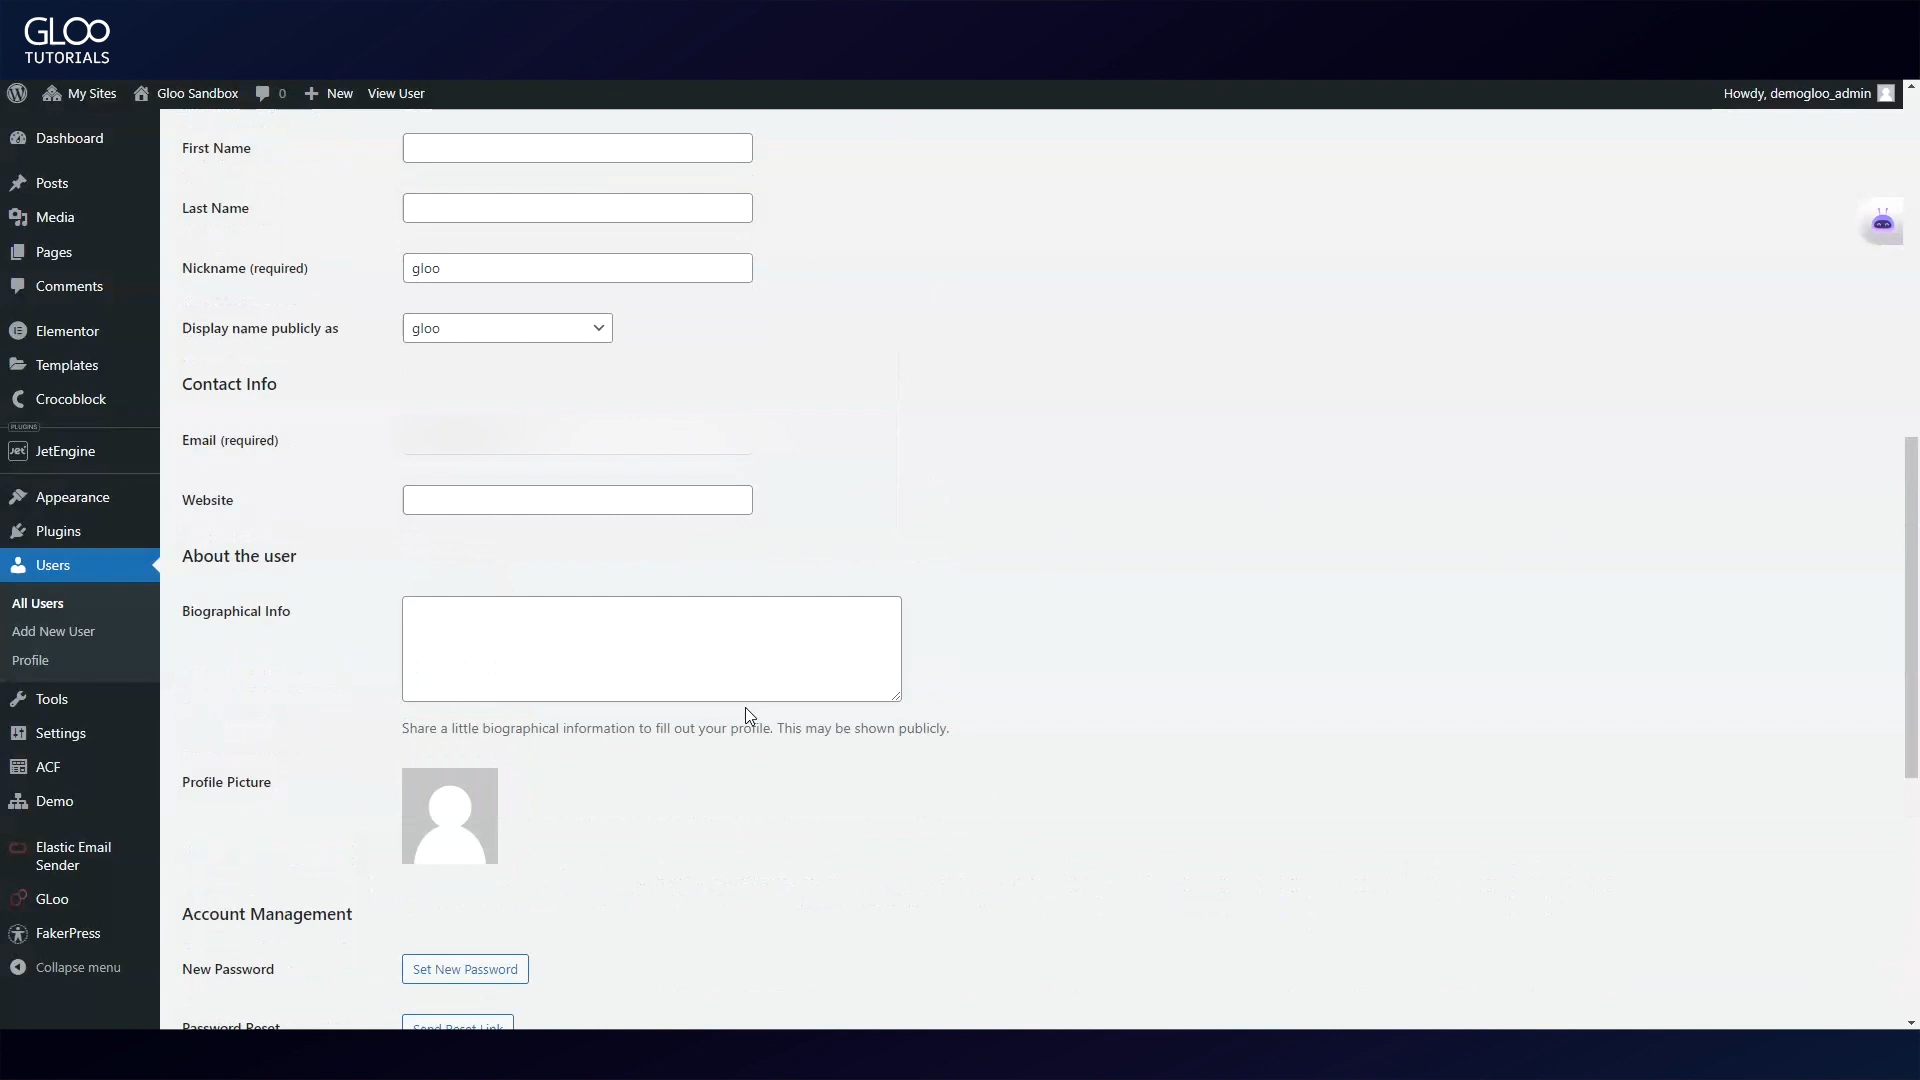 GLOO
TUTORIALS
My Sites
Gloo Sandbox
0
New
View User
Howdy, demogloo_admin
Dashboard
Posts
Media
Pages
Comments
Elementor
Templates
Crocoblock
PLUGINS
Jet
JetEngine
Appearance
Plugins
Users
All Users
Add New User
Profile
Tools
Settings
ACF
Demo
Elastic Email
Sender
GLoo
FakerPress
Collapse menu
First Name
Last Name
Nickname (required)
gloo
Display name publicly as
gloo
Contact Info
Email (required)
Website
About the user
Biographical Info
Share a little biographical information to fill out your profile. This may be shown publicly.
Profile Picture
Account Management
New Password
Set New Password
Password Reset
Send Reset Link